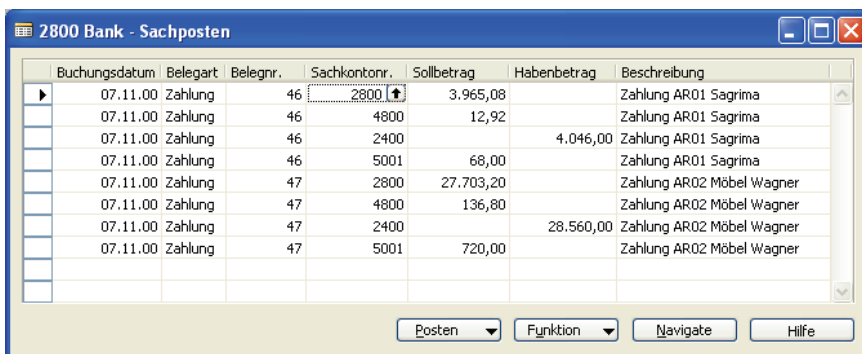 2800 Bank - Sachposten
Buchungsdatum Belegart Belegnr. Sachkontonr. Sollbetrag Habenbetrag Beschreibung
07.11.00 Zahlung 46 2800 3.965,08 Zahlung AR01 Sagrima
07.11.00 Zahlung 46 4800 12,92 Zahlung AR01 Sagrima
07.11.00 Zahlung 46 2400 4.046,00 Zahlung AR01 Sagrima
07.11.00 Zahlung 46 5001 68,00 Zahlung AR01 Sagrima
07.11.00 Zahlung 47 2800 27.703,20 Zahlung AR02 Möbel Wagner
07.11.00 Zahlung 47 4800 136,80 Zahlung AR02 Möbel Wagner
07.11.00 Zahlung 47 2400 28.560,00 Zahlung AR02 Möbel Wagner
07.11.00 Zahlung 47 5001 720,00 Zahlung AR02 Möbel Wagner
Posten Funktion Navigate Hilfe